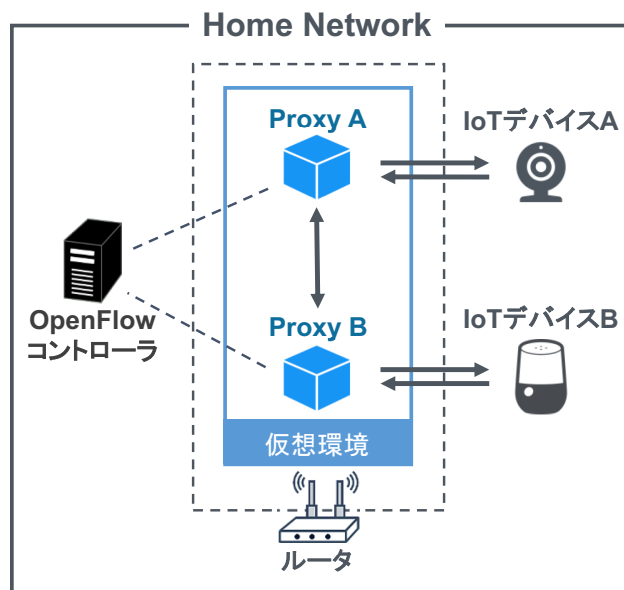 Home Network
Proxy A
IoTデバイスA
OpenFlow
コントローラ
Proxy B
IoTデバイスB
仮想環境
ルータ